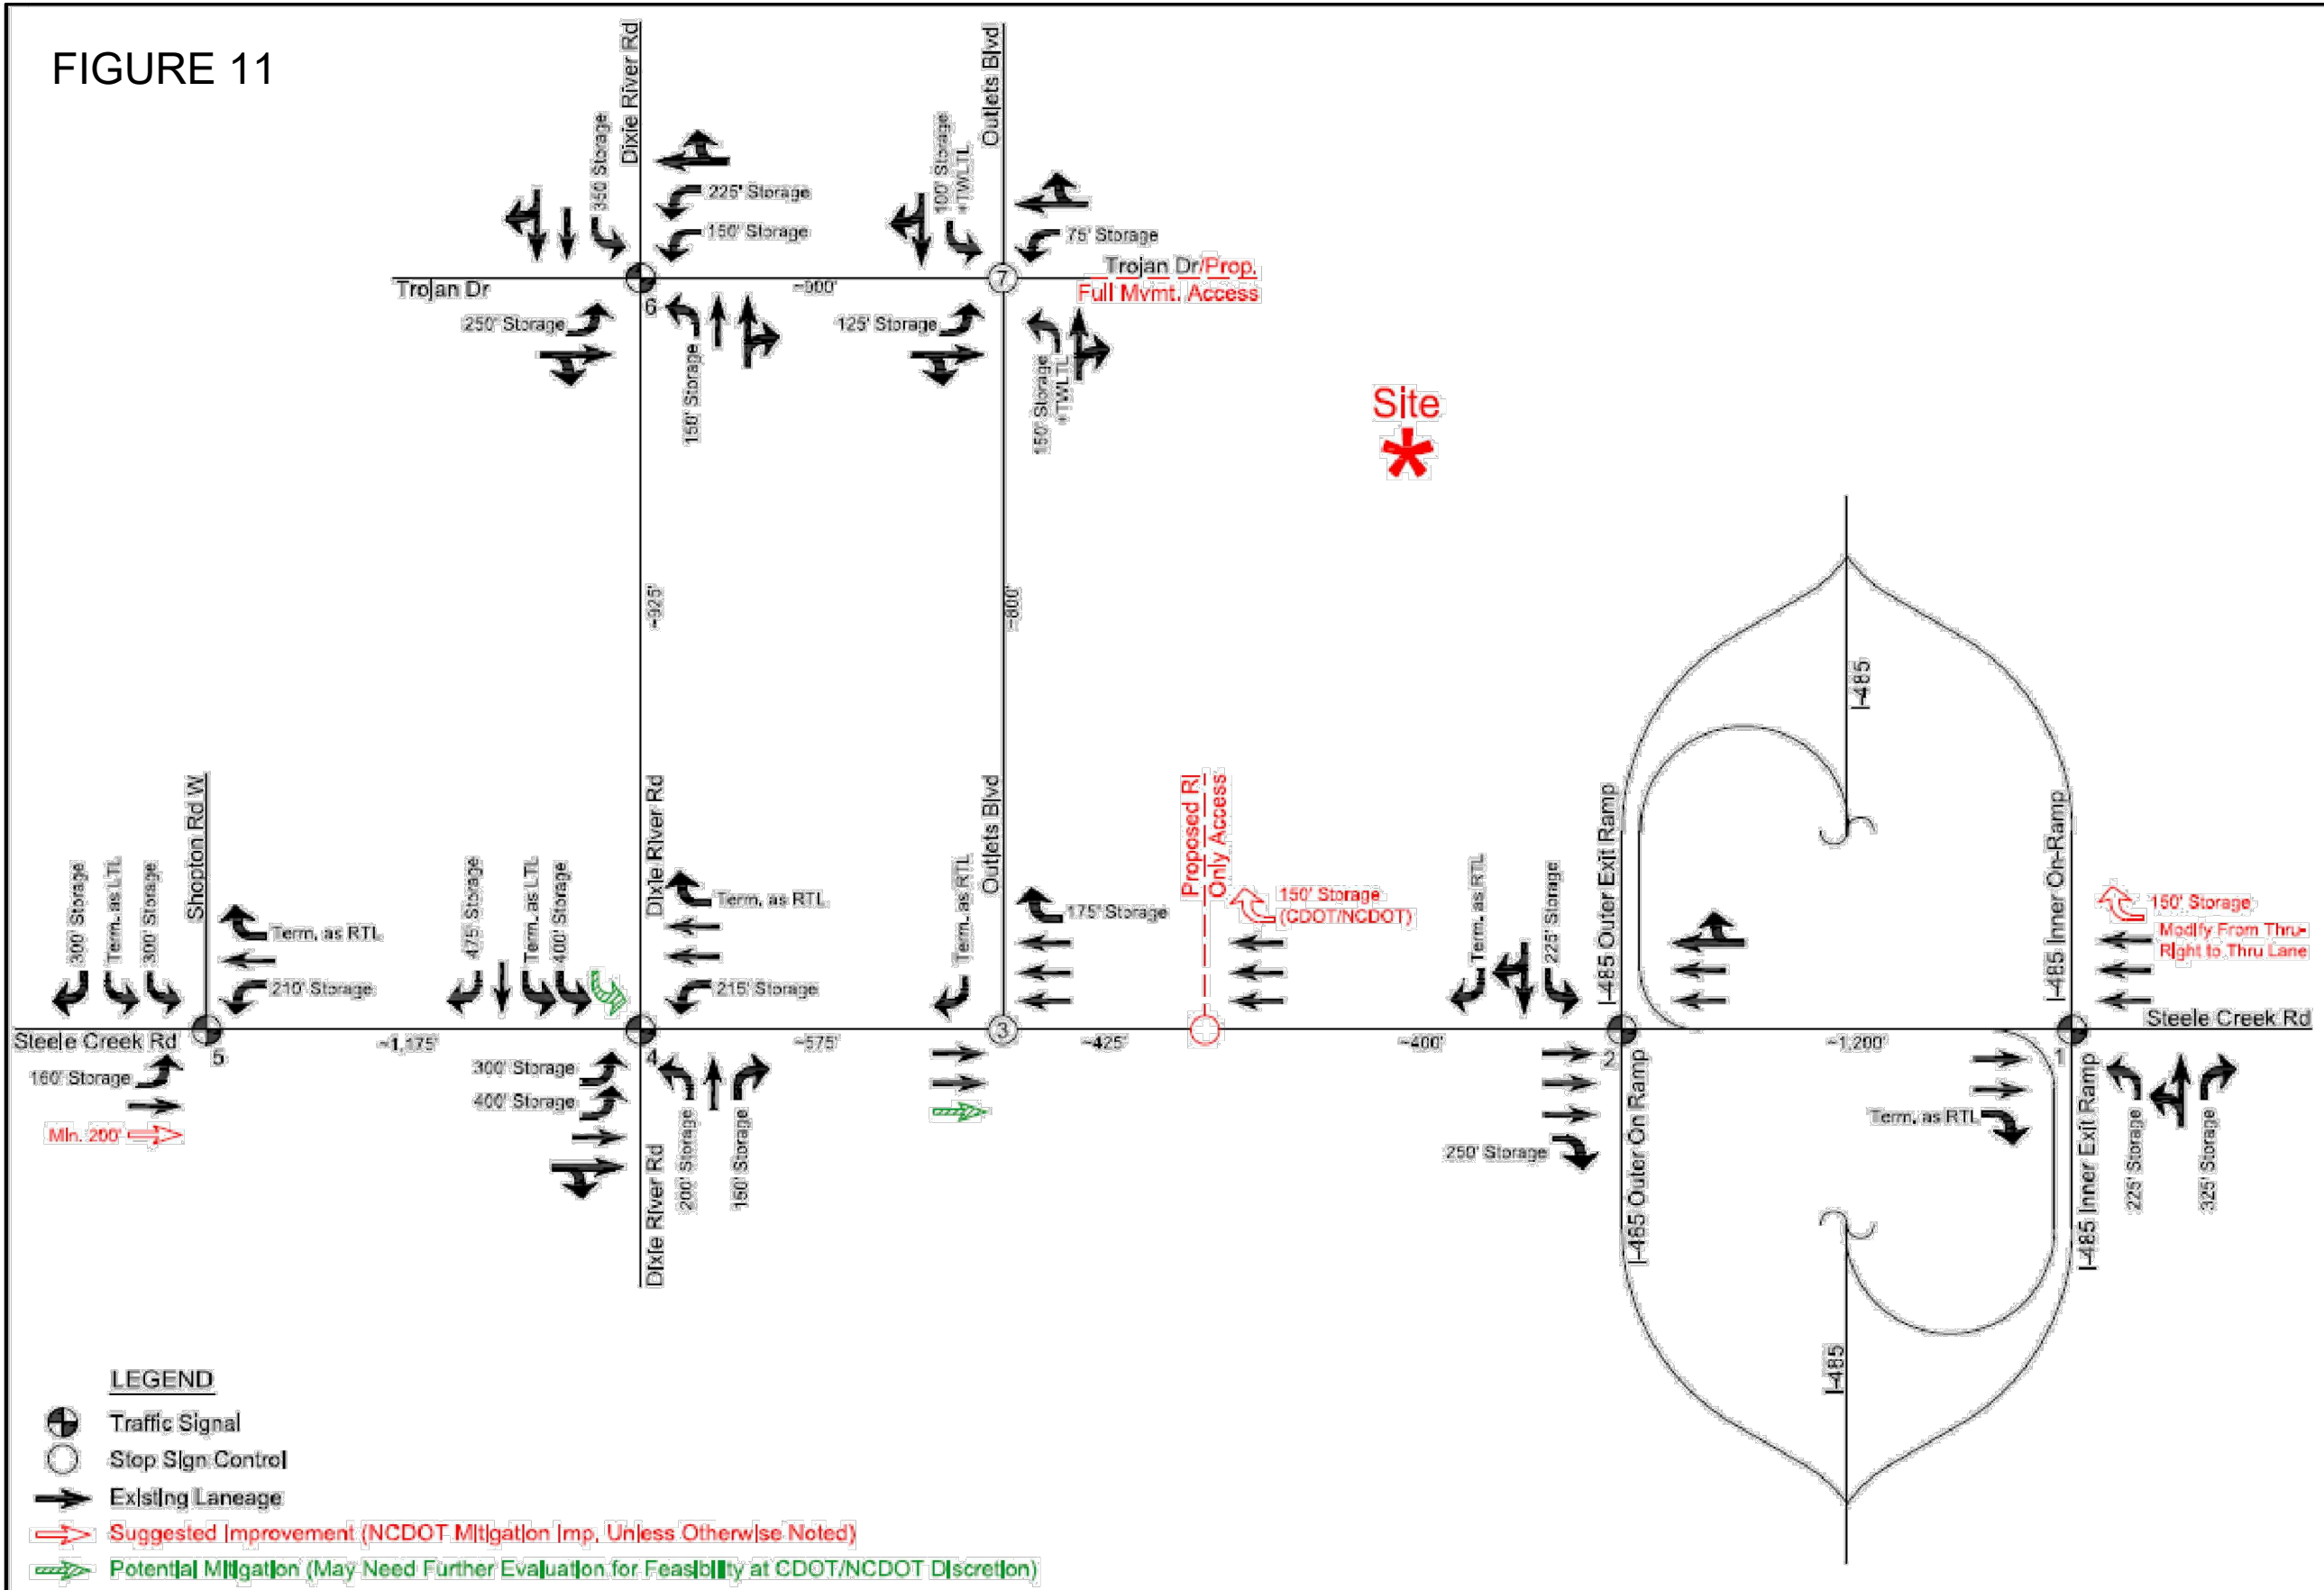 FIGURE 11
Dixie River Rd
Outlets Blvd
350 Storage
225' Storage
150' Storage
100' Storage
+TWLTL
75' Storage
Trojan Dr
~900'
Trojan Dr/Prop.
Full Mvmt. Access
6
7
250' Storage
150' Storage
125' Storage
150' Storage
+TWLTL
Site
~925'
~800'
I-485
Shopton Rd W
Dixie River Rd
Outlets Blvd
Proposed RI
Only Access
I-485 Outer Exit Ramp
I-485 Inner On-Ramp
300' Storage
Term. as LTL
300' Storage
Term. as RTL
210' Storage
475 Storage
Term. as LTL
400' Storage
Term. as RTL
215' Storage
Term. as RTL
175' Storage
150' Storage
(CDOT/NCDOT)
Term. as RTL
225' Storage
150' Storage
Modify From Thru-
Right to Thru Lane
Steele Creek Rd
Steele Creek Rd
5
~1,175'
4
~575'
3
~425'
~400'
2
~1,200'
1
160' Storage
Min. 200'
300' Storage
400' Storage
200' Storage
150' Storage
Dixie River Rd
250' Storage
I-485 Outer On Ramp
Term. as RTL
I-485 Inner Exit Ramp
225' Storage
325' Storage
I-485
LEGEND
Traffic Signal
Stop Sign Control
Existing Laneage
Suggested Improvement (NCDOT Mitigation Imp. Unless Otherwise Noted)
Potential Mitigation (May Need Further Evaluation for Feasibility at CDOT/NCDOT Discretion)